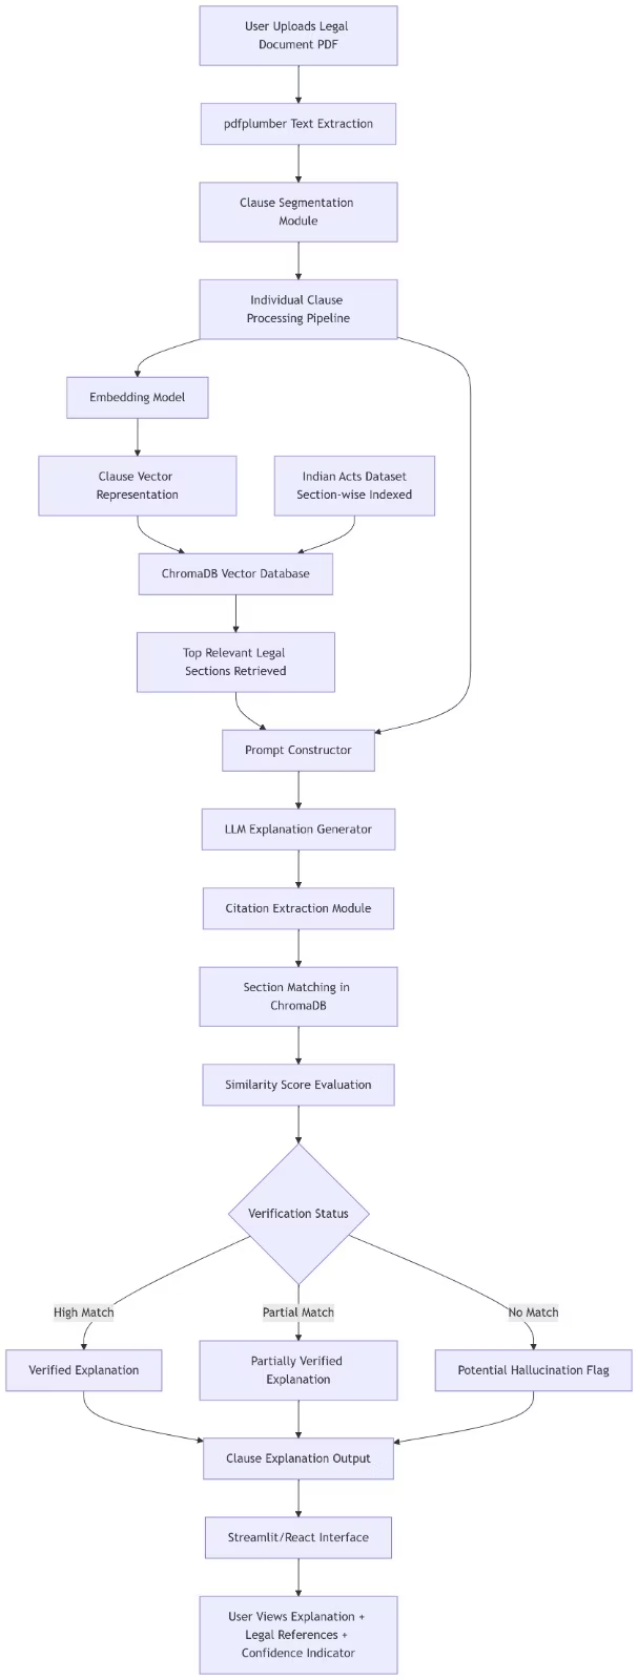 User Uploads Legal
Document PDF
pdfplumber Text Extraction
Clause Segmentation
Module
Individual Clause
Processing Pipeline
Embedding Model
Clause Vector
Representation
Indian Acts Dataset
Section-wise Indexed
ChromaDB Vector Database
Top Relevant Legal
Sections Retrieved
Prompt Constructor
LLM Explanation Generator
Citation Extraction Module
Section Matching in
ChromaDB
Similarity Score Evaluation
Verification Status
High Match
Partial Match
No Match
Verified Explanation
Partially Verified
Explanation
Potential Hallucination Flag
Clause Explanation Output
Streamlit/React Interface
User Views Explanation +
Legal References +
Confidence Indicator